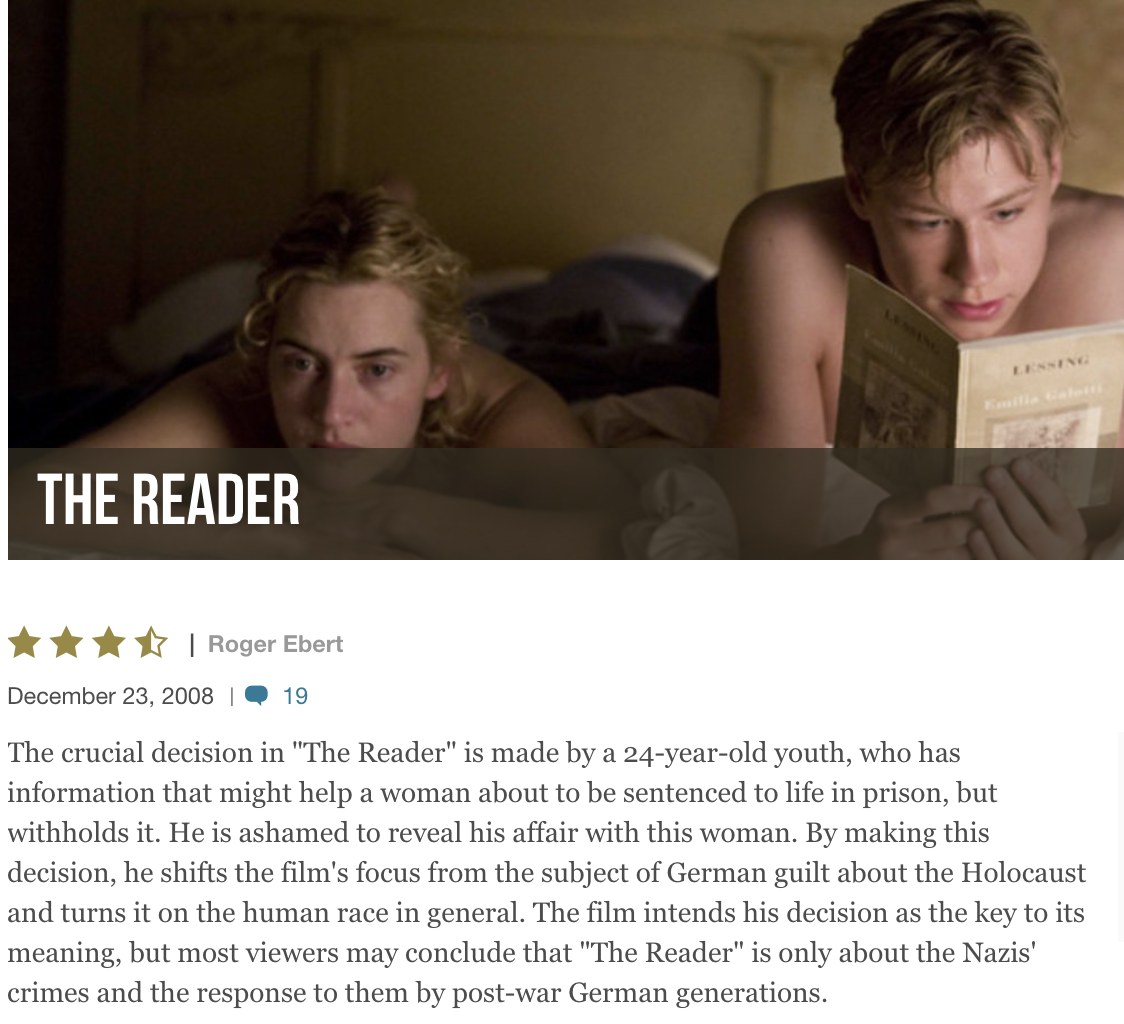 LESSING
Emilia Galotti
LESSING
Emilia Galotti
THE READER
| Roger Ebert
December 23, 2008 | 19
The crucial decision in "The Reader" is made by a 24-year-old youth, who has
information that might help a woman about to be sentenced to life in prison, but
withholds it. He is ashamed to reveal his affair with this woman. By making this
decision, he shifts the film's focus from the subject of German guilt about the Holocaust
and turns it on the human race in general. The film intends his decision as the key to its
meaning, but most viewers may conclude that "The Reader" is only about the Nazis'
crimes and the response to them by post-war German generations.